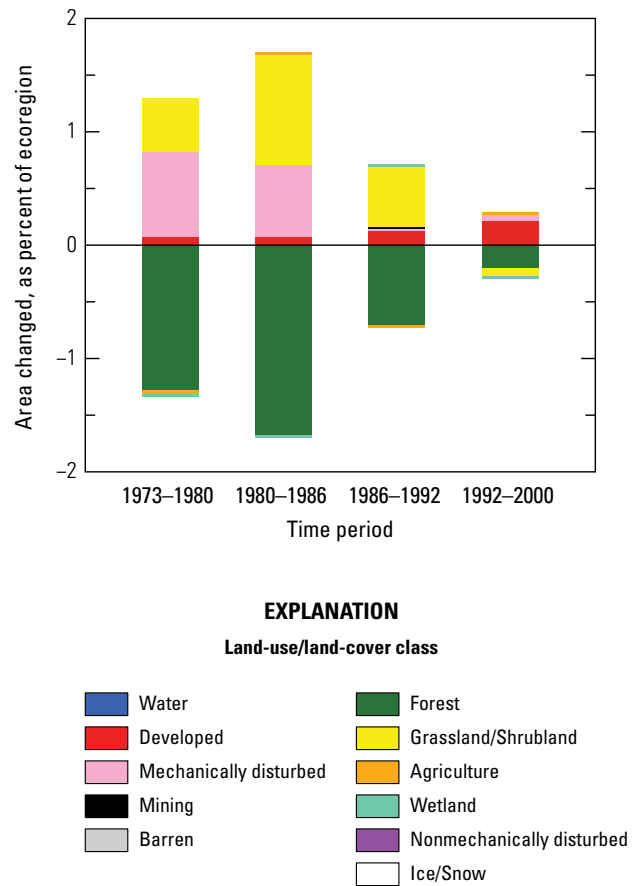 Area changed, as percent of ecoregion
2
1
0
−1
−2
1973–1980 1980–1986 1986–1992 1992–2000
Time period
EXPLANATION
Land-use/land-cover class
Water
Developed
Mechanically disturbed
Mining
Barren
Forest
Grassland/Shrubland
Agriculture
Wetland
Nonmechanically disturbed
Ice/Snow